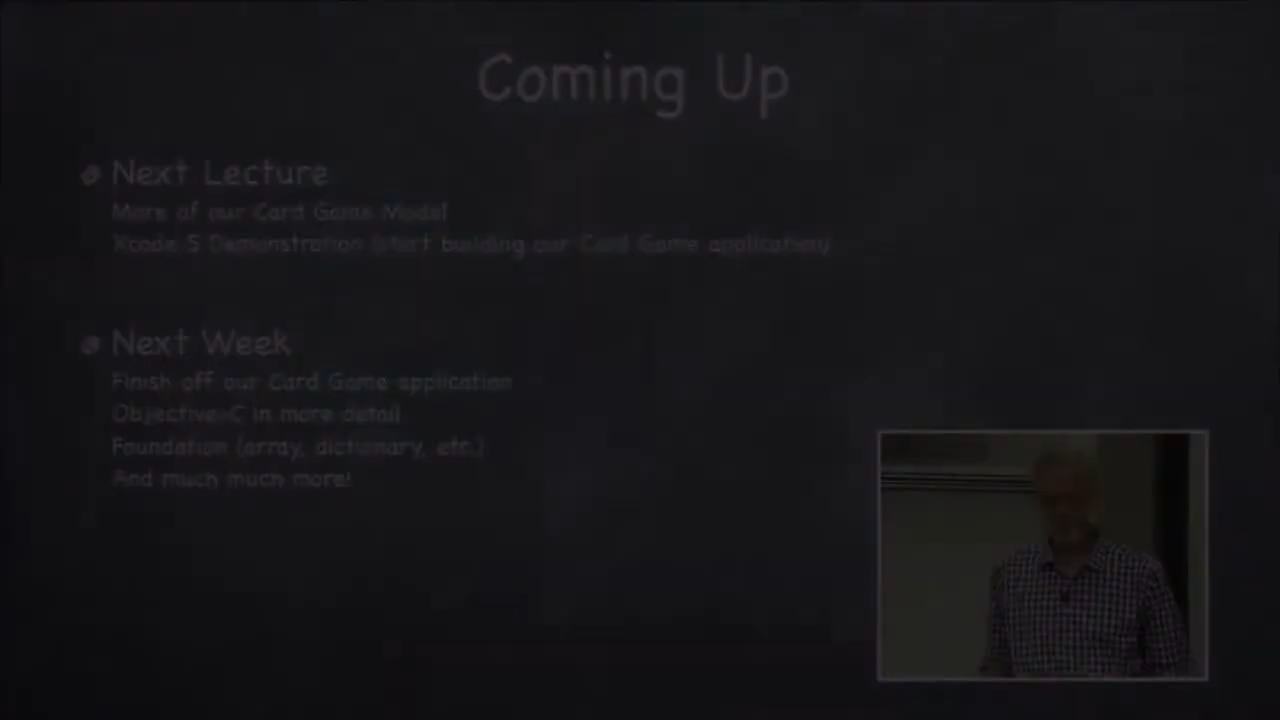 Coming Up
Next Lecture
More of our Card Game Model
Xcode 5 Demonstration (start building our Card Game application)
Next Week
Finish off our Card Game application
Objective-C in more detail
Foundation (array, dictionary, etc.)
And much much more!